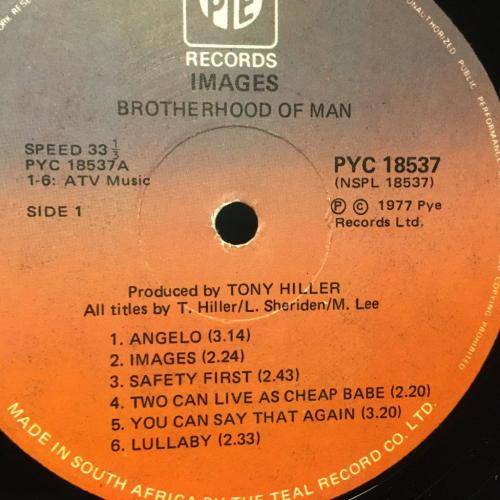 PYE
RECORDS
IMAGES
BROTHERHOOD OF MAN
SPEED 33 1/3
PYC 18537A
1-6: ATV Music
SIDE 1
PYC 18537
(NSPL 18537)
Ⓟ Ⓒ 1977 Pye
Records Ltd.
Produced by TONY HILLER
All titles by T. Hiller/L. Sheriden/M. Lee
1. ANGELO (3.14)
2. IMAGES (2.24)
3. SAFETY FIRST (2.43)
4. TWO CAN LIVE AS CHEAP BABE (2.20)
5. YOU CAN SAY THAT AGAIN (3.20)
6. LULLABY (2.33)
MADE IN SOUTH AFRICA BY THE TEAL RECORD CO. LTD.
PUBLIC
PROHIBITED